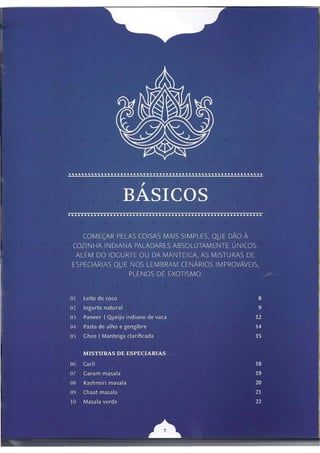 BÁSICOS
COMEÇAR PELAS COISAS MAIS SIMPLES, QUE DÃO À
COZINHA INDIANA PALADARES ABSOLUTAMENTE ÚNICOS.
ALÉM DO IOGURTE OU DA MANTEIGA, AS MISTURAS DE
ESPECIARIAS QUE NOS LEMBRAM CENÁRIOS IMPROVÁVEIS,
PLENOS DE EXOTISMO.
01 Leite de coco 8
02 Iogurte natural 9
03 Paneer | Queijo indiano de vaca 12
04 Pasta de alho e gengibre 14
05 Ghee | Manteiga clarificada 15
MISTURAS DE ESPECIARIAS
06 Caril 18
07 Garam masala 19
08 Kashmiri masala 20
09 Chaat masala 21
10 Masala verde 22
7